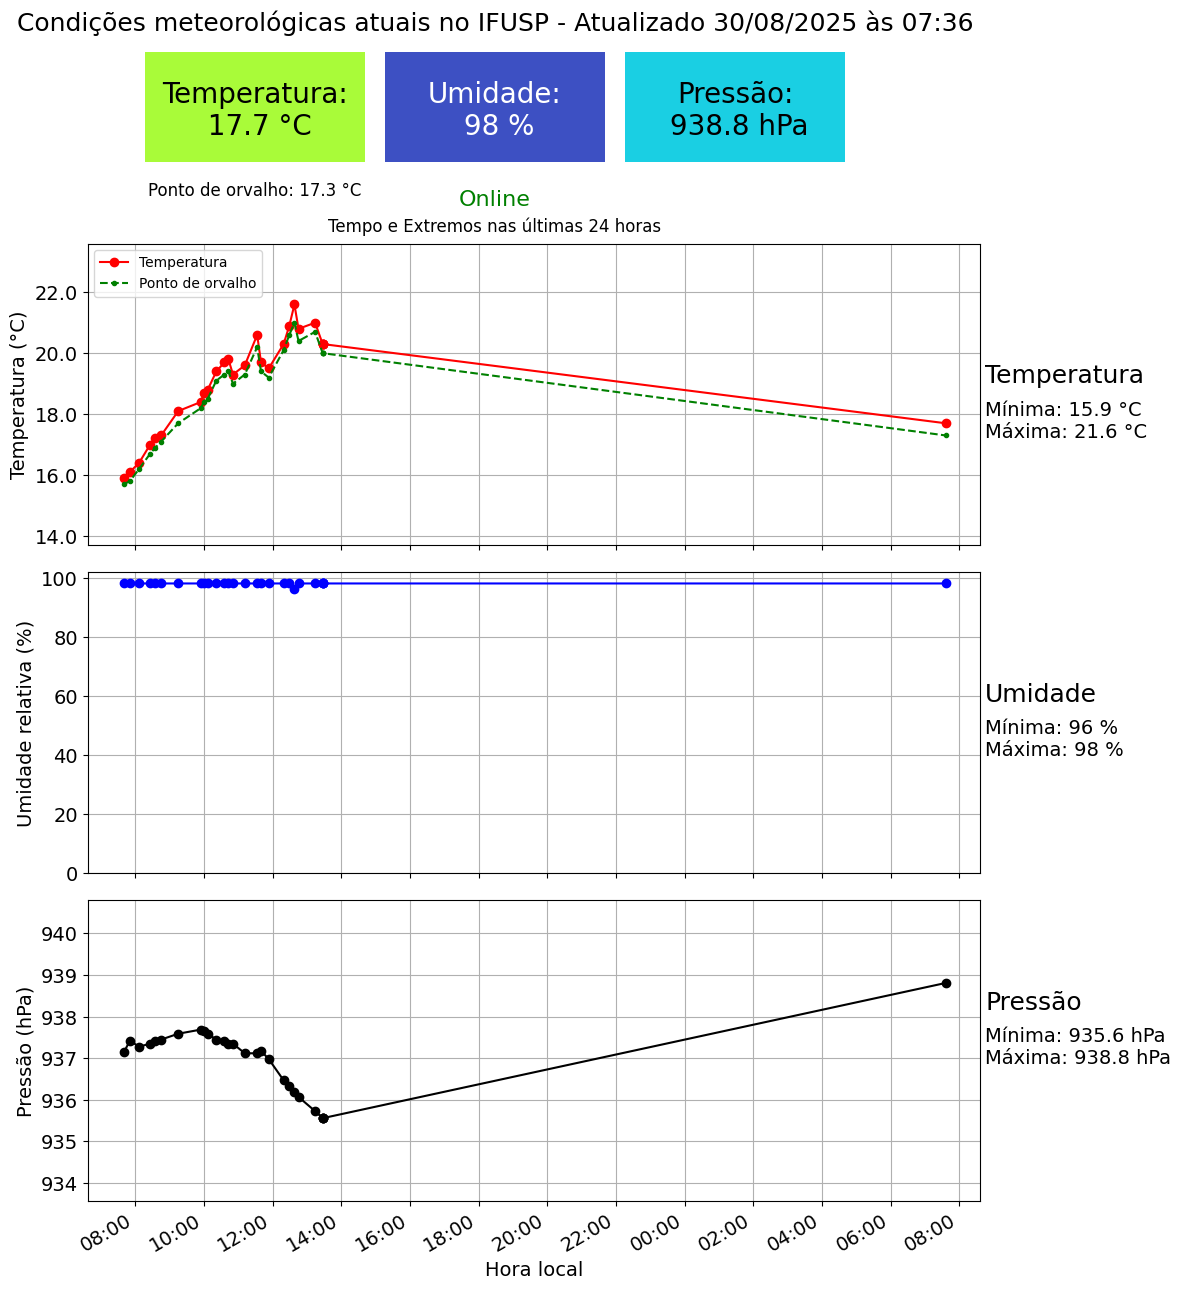 Condições meteorológicas atuais no IFUSP - Atualizado 30/08/2025 às 07:36
Temperatura:
17.7 °C
Umidade:
98 %
Pressão:
938.8 hPa
Ponto de orvalho: 17.3 °C
Online
Tempo e Extremos nas últimas 24 horas
Temperatura
Ponto de orvalho
Temperatura (°C)
22.0
20.0
18.0
16.0
14.0
Temperatura
Mínima: 15.9 °C
Máxima: 21.6 °C
Umidade relativa (%)
100
80
60
40
20
0
Umidade
Mínima: 96 %
Máxima: 98 %
Pressão (hPa)
940
939
938
937
936
935
934
Pressão
Mínima: 935.6 hPa
Máxima: 938.8 hPa
08:00
10:00
12:00
14:00
16:00
18:00
20:00
22:00
00:00
02:00
04:00
06:00
08:00
Hora local